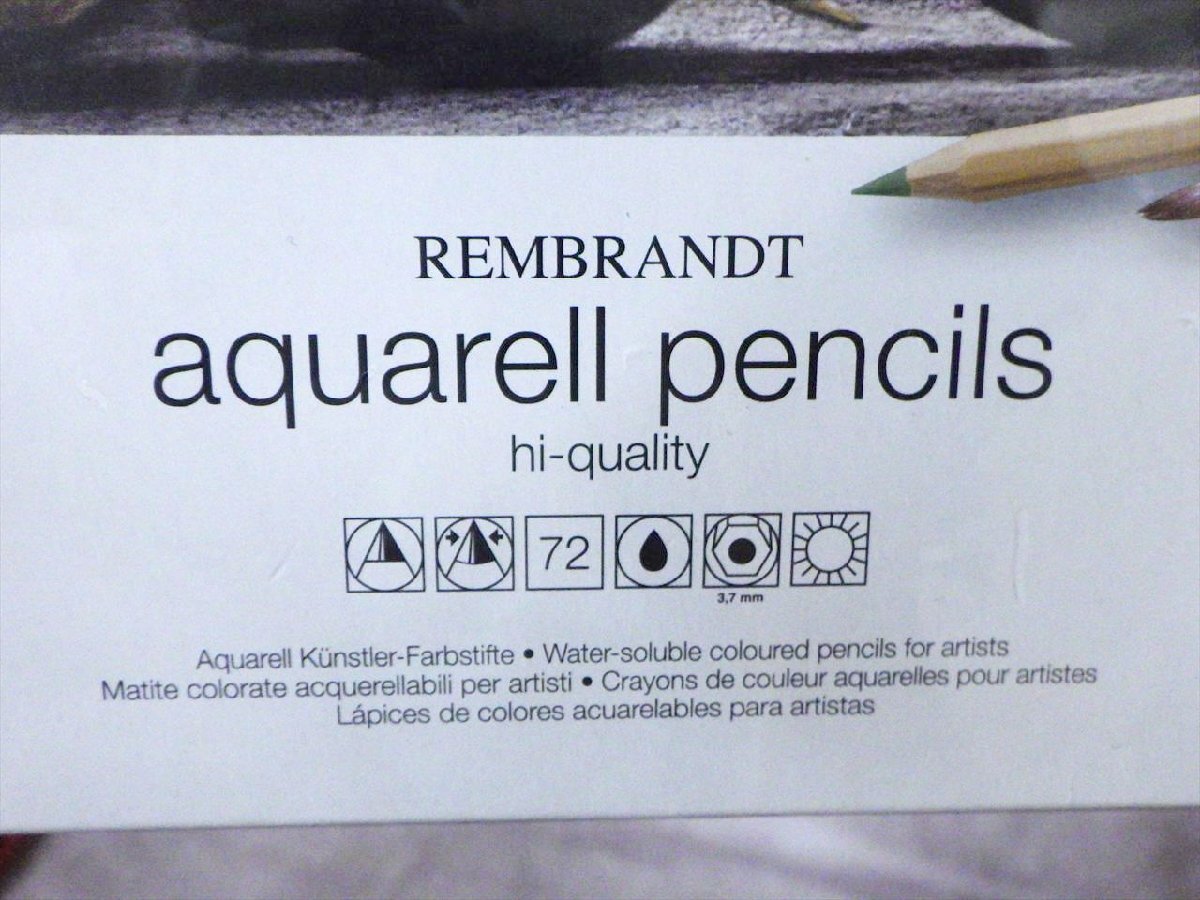 REMBRANDT
aquarell pencils
hi-quality
72
3,7 mm
Aquarell Künstler-Farbstifte • Water-soluble coloured pencils for artists
Matite colorate acquerellabili per artisti • Crayons de couleur aquarelles pour artistes
Lápices de colores acuarelables para artistas